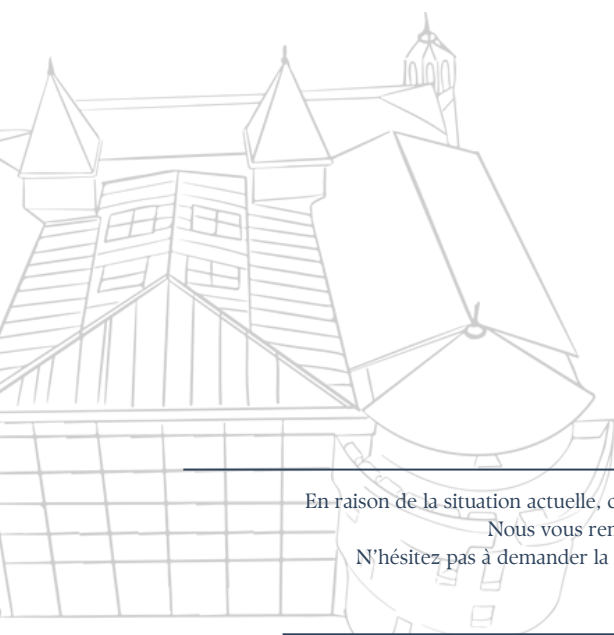 En raison de la situation actuelle,
Nous vous
N’hésitez pas à demander la